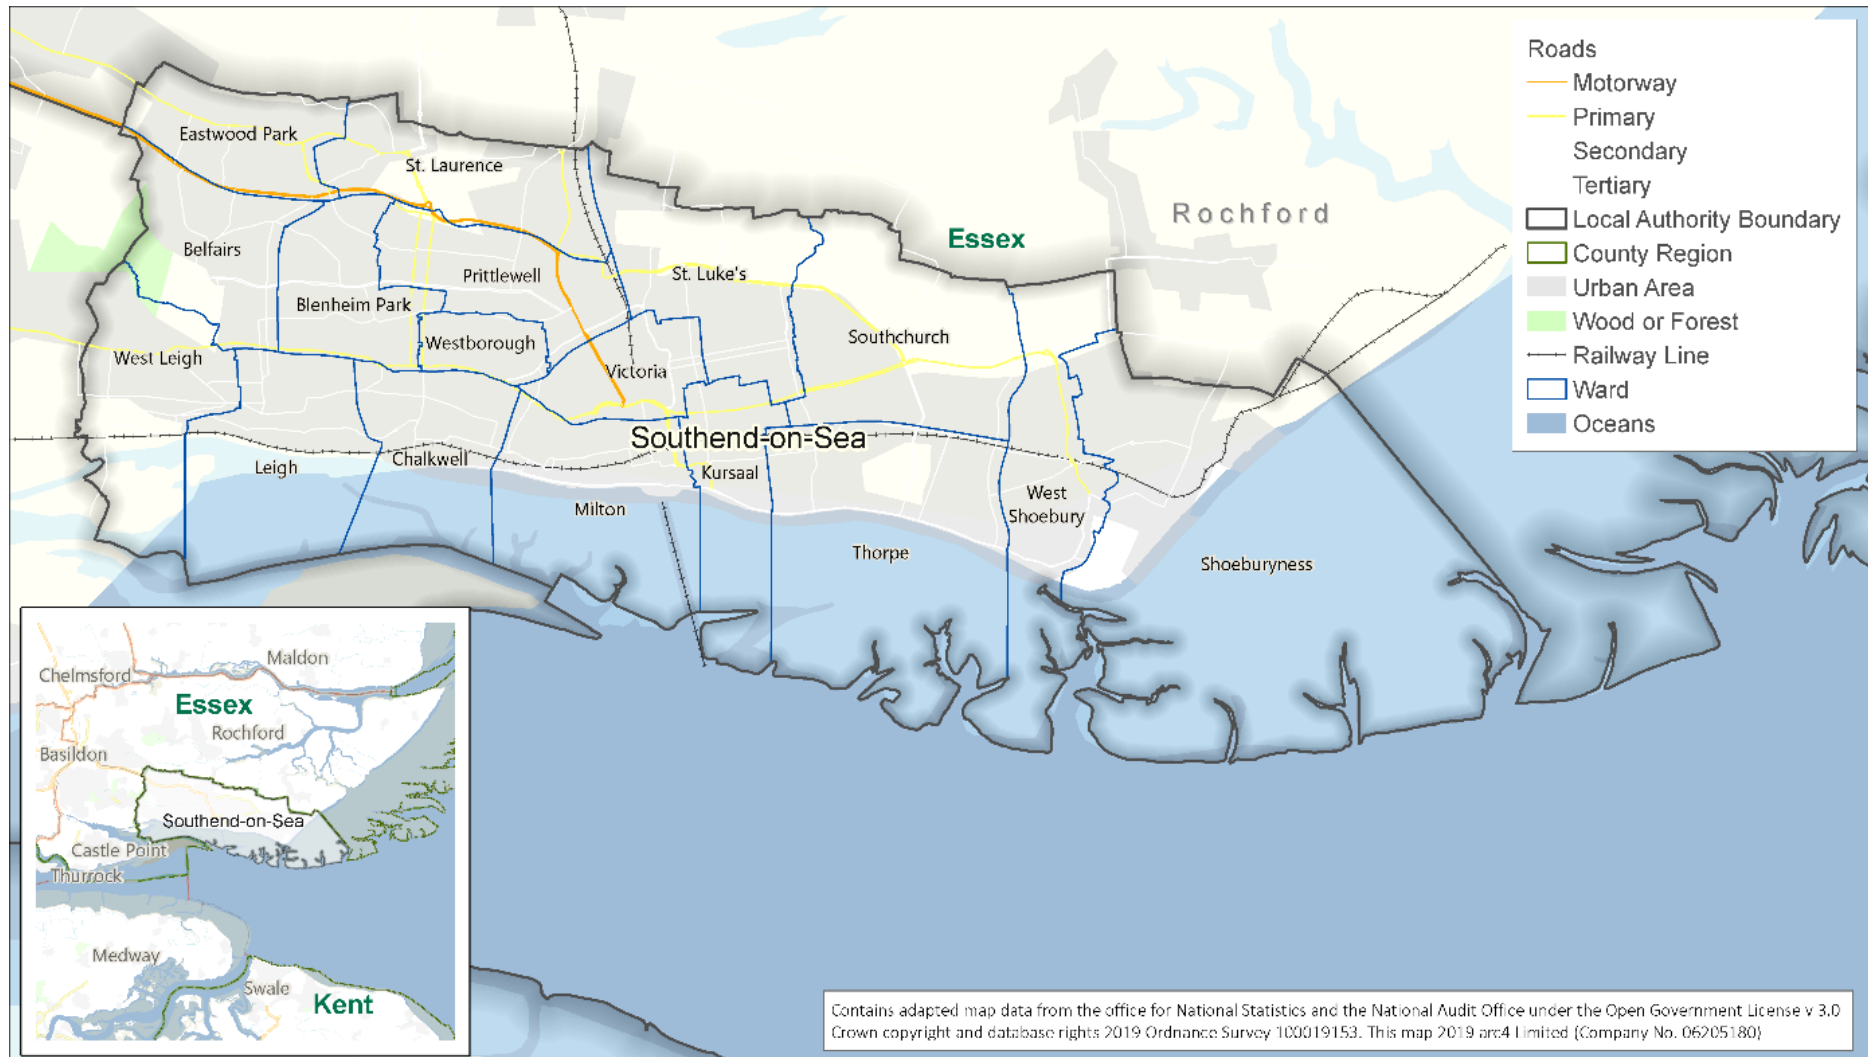 Roads
Motorway
Primary
Secondary
Tertiary
Local Authority Boundary
County Region
Urban Area
Wood or Forest
Railway Line
Ward
Oceans
Eastwood Park
St. Laurence
Rochford
Essex
Belfairs
Prittlewell
St. Luke's
Blenheim Park
Southchurch
Westborough
West Leigh
Victoria
Southend-on-Sea
Leigh
Chalkwell
Kursaal
Milton
West
Shoebury
Thorpe
Shoeburyness
Maldon
Chelmsford
Essex
Rochford
Basildon
Southend-on-Sea
Castle Point
Thurrock
Medway
Swale
Kent
Contains adapted map data from the office for National Statistics and the National Audit Office under the Open Government License v 3.0
Crown copyright and database rights 2019 Ordnance Survey 100019153. This map 2019 arc4 Limited (Company No. 06205180)